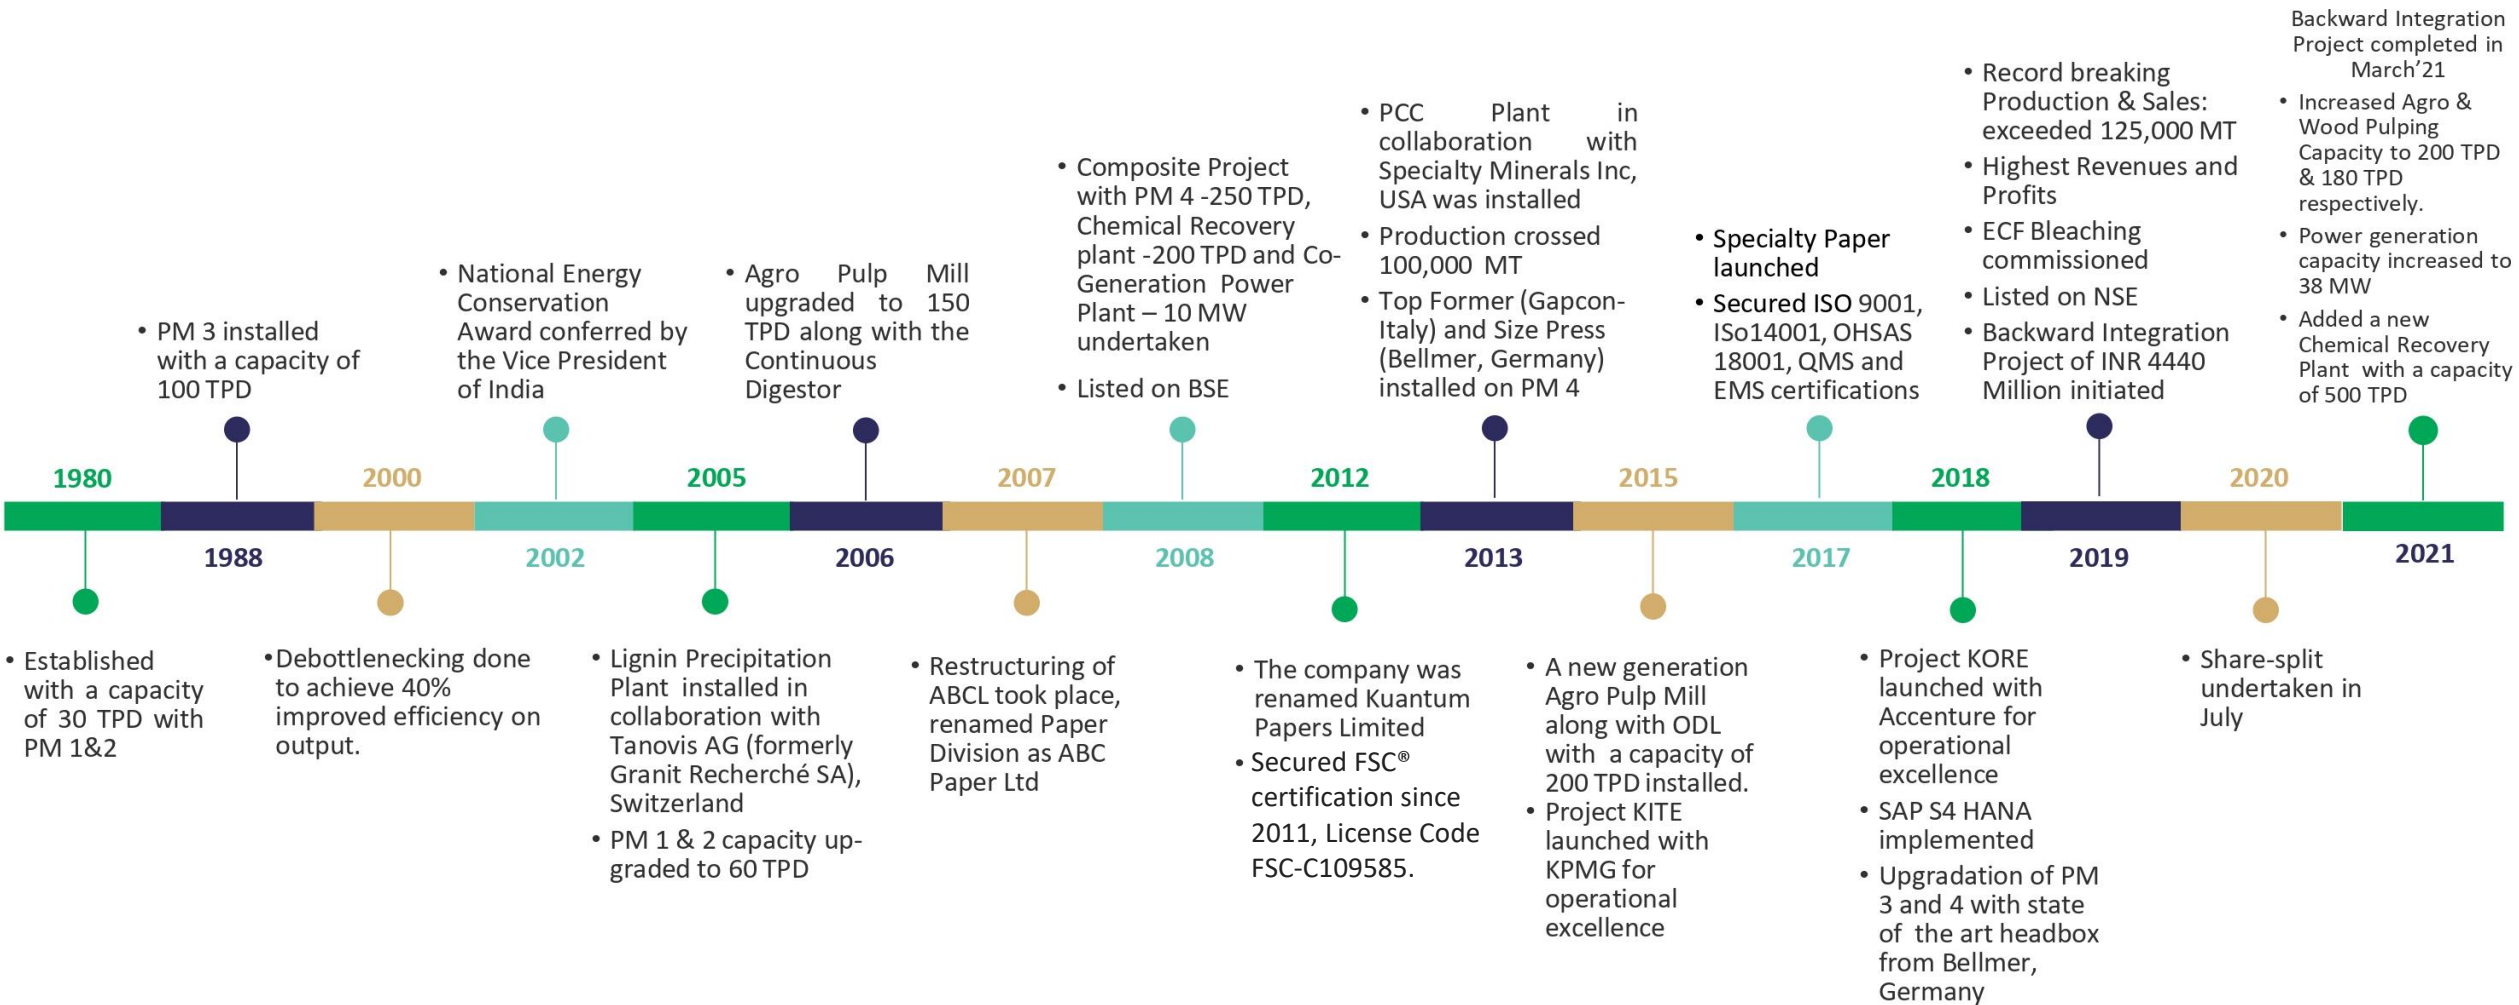 1980
• Established
with a capacity
of 30 TPD with
PM 1&2
• PM 3 installed
with a capacity of
100 TPD
1988
2000
•Debottlenecking done
to achieve 40%
improved efficiency on
output.
• National Energy
Conservation
Award conferred by
the Vice President
of India
2002
2005
• Lignin Precipitation
Plant installed in
collaboration with
Tanovis AG (formerly
Granit Recherché SA),
Switzerland
• PM 1 & 2 capacity up-
graded to 60 TPD
• Agro Pulp Mill
upgraded to 150
TPD along with the
Continuous
Digestor
2006
2007
• Restructuring of
ABCL took place,
renamed Paper
Division as ABC
Paper Ltd
• Composite Project
with PM 4 -250 TPD,
Chemical Recovery
plant -200 TPD and Co-
Generation Power
Plant – 10 MW
undertaken
• Listed on BSE
2008
2012
• The company was
renamed Kuantum
Papers Limited
• Secured FSC®
certification since
2011, License Code
FSC-C109585.
• PCC Plant in
collaboration with
Specialty Minerals Inc,
USA was installed
• Production crossed
100,000 MT
• Top Former (Gapcon-
Italy) and Size Press
(Bellmer, Germany)
installed on PM 4
2013
2015
• A new generation
Agro Pulp Mill
along with ODL
with a capacity of
200 TPD installed.
• Project KITE
launched with
KPMG for
operational
excellence
• Specialty Paper
launched
• Secured ISO 9001,
ISo14001, OHSAS
18001, QMS and
EMS certifications
2017
2018
• Project KORE
launched with
Accenture for
operational
excellence
• SAP S4 HANA
implemented
• Upgradation of PM
3 and 4 with state
of the art headbox
from Bellmer,
Germany
• Record breaking
Production & Sales:
exceeded 125,000 MT
• Highest Revenues and
Profits
• ECF Bleaching
commissioned
• Listed on NSE
• Backward Integration
Project of INR 4440
Million initiated
2019
2020
• Share-split
undertaken in
July
Backward Integration
Project completed in
March’21
• Increased Agro &
Wood Pulping
Capacity to 200 TPD
& 180 TPD
respectively.
• Power generation
capacity increased to
38 MW
• Added a new
Chemical Recovery
Plant with a capacity
of 500 TPD
2021